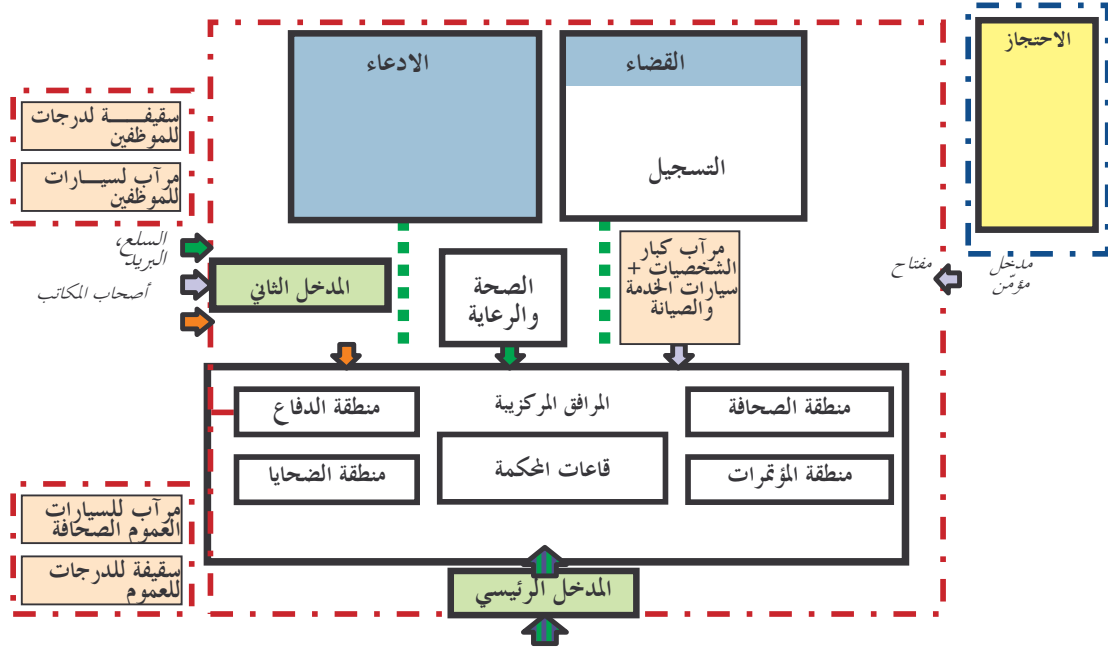 الاحتجاز
القضاء
الادعاء
التسجيل
سقيفة لدرجات
للموظفين
مرآب لسيارات
للموظفين
السلع،
البريد
أصحاب المكاتب
المدخل الثاني
الصحة
والرعاية
مرآب كبار
الشخصيات +
سيارات الخدمة
والصيانة
مفتاح
مدخل
مؤمّن
منطقة الصحافة
المرافق المركزيية
منطقة الدفاع
منطقة المؤتمرات
قاعات المحكمة
منطقة الضحايا
مرآب للسيارات
العموم الصحافة
سقيفة للدرجات
للعموم
المدخل الرئيسي